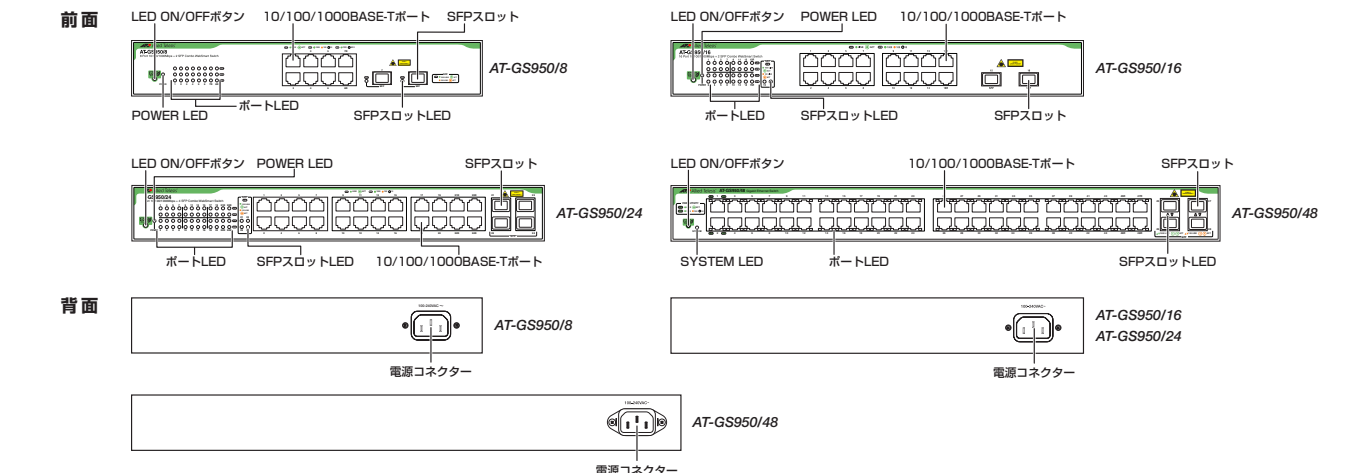 前面
LED ON/OFFボタン 10/100/1000BASE-Tポート SFPスロット
AT-GS950/8
POWER LED ポートLED SFPスロットLED
LED ON/OFFボタン POWER LED 10/100/1000BASE-Tポート
AT-GS950/16
ポートLED SFPスロットLED SFPスロット
LED ON/OFFボタン POWER LED SFPスロット
AT-GS950/24
ポートLED SFPスロットLED 10/100/1000BASE-Tポート
LED ON/OFFボタン 10/100/1000BASE-Tポート SFPスロット
AT-GS950/48
SYSTEM LED ポートLED SFPスロットLED
背面
100-240VAC~
AT-GS950/8
電源コネクター
100-240VAC~
AT-GS950/16
AT-GS950/24
電源コネクター
100-240VAC~
AT-GS950/48
電源コネクター